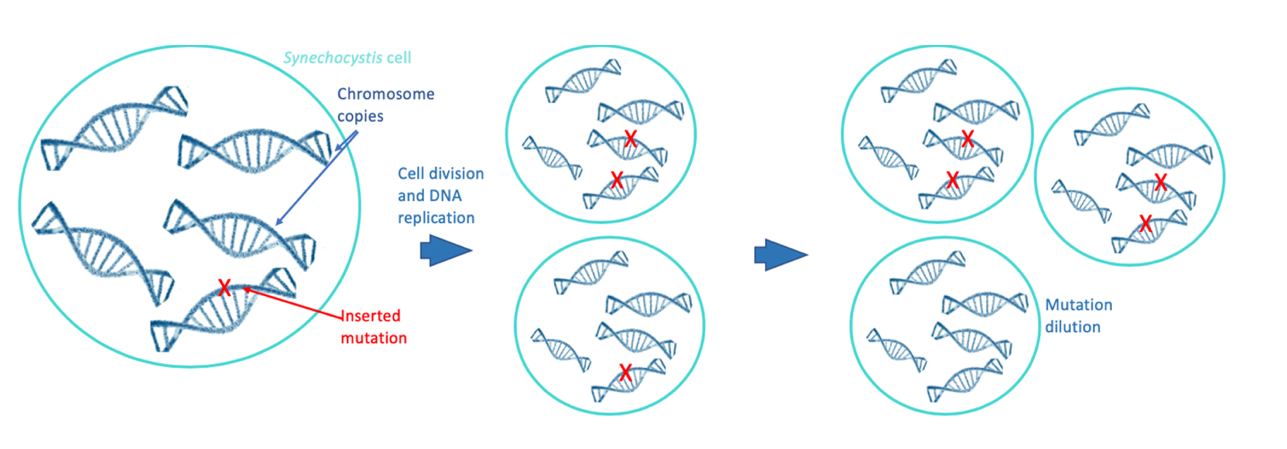 Synechocystis cell
Chromosome
copies
Cell division
and DNA
replication
X
Inserted
mutation
X
X
X
X
X
X
X
Mutation
dilution